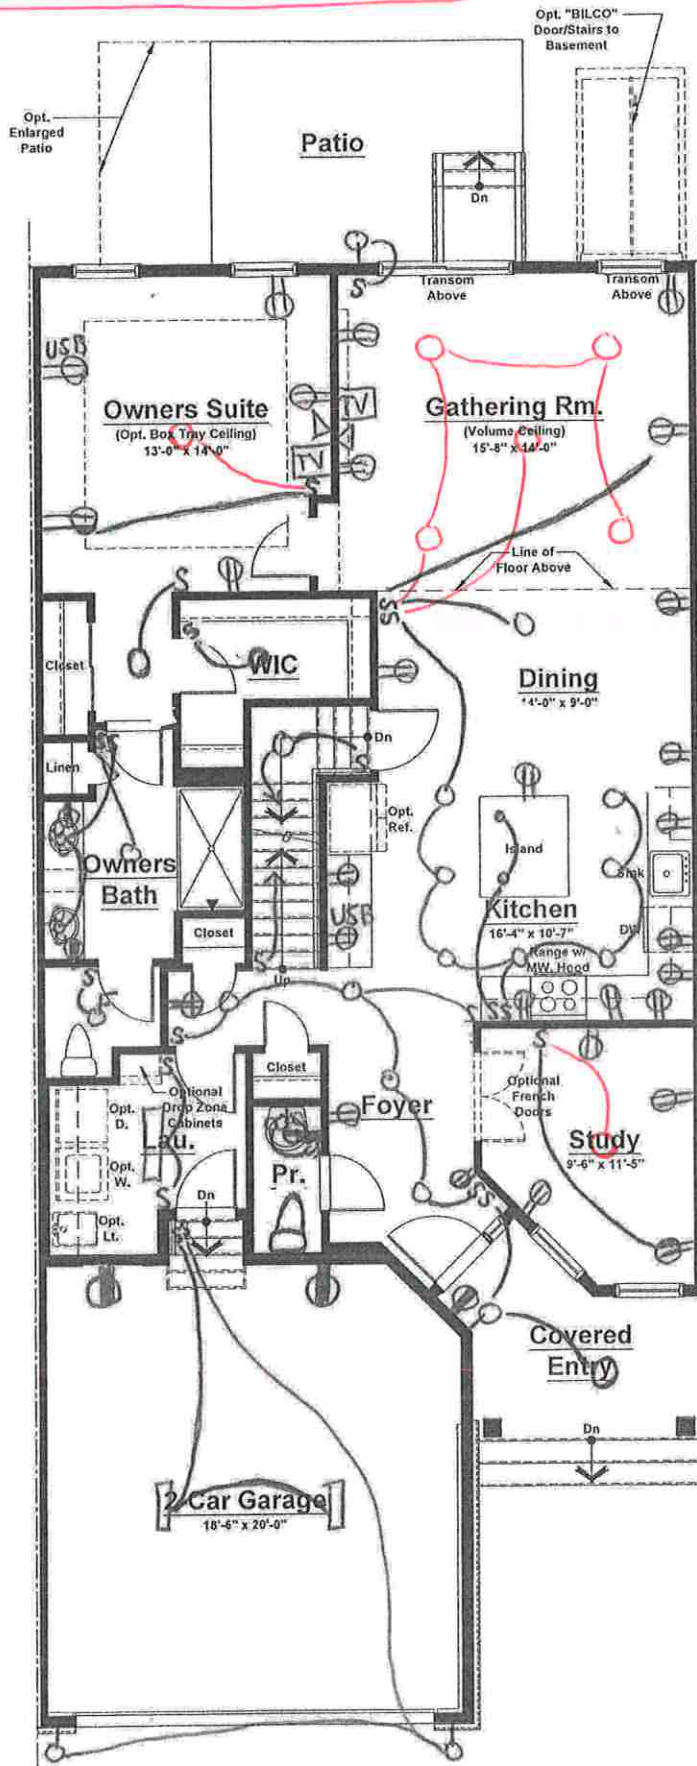 Opt. "BILCO"
Door/Stairs to
Basement
Opt.
Enlarged
Patio
Patio
Dn
S
Transom
Above
Transom
Above
USB
Owners Suite
(Opt. Box Tray Ceiling)
13'-0" x 14'-0"
TV
TV
S
Gathering Rm.
(Volume Ceiling)
15'-8" x 14'-0"
Line of
Floor Above
S
S
SS
S
Closet
WIC
Dining
14'-0" x 9'-0"
Dn
S
Linen
SS
Opt.
Ref.
Island
Sink
Owners
Bath
Kitchen
16'-4" x 10'-7"
USB
DW
Closet
Range w/
MW. Hood
S
Up
S
SS
S
S
S
Closet
Optional
Drop Zone
Cabinets
Foyer
Optional
French
Doors
Opt.
D.
Lau.
Study
9'-6" x 11'-5"
Opt.
W.
Pr.
S
SS
Dn
Opt.
Lt.
Covered
Entry
Dn
2 Car Garage
18'-6" x 20'-0"